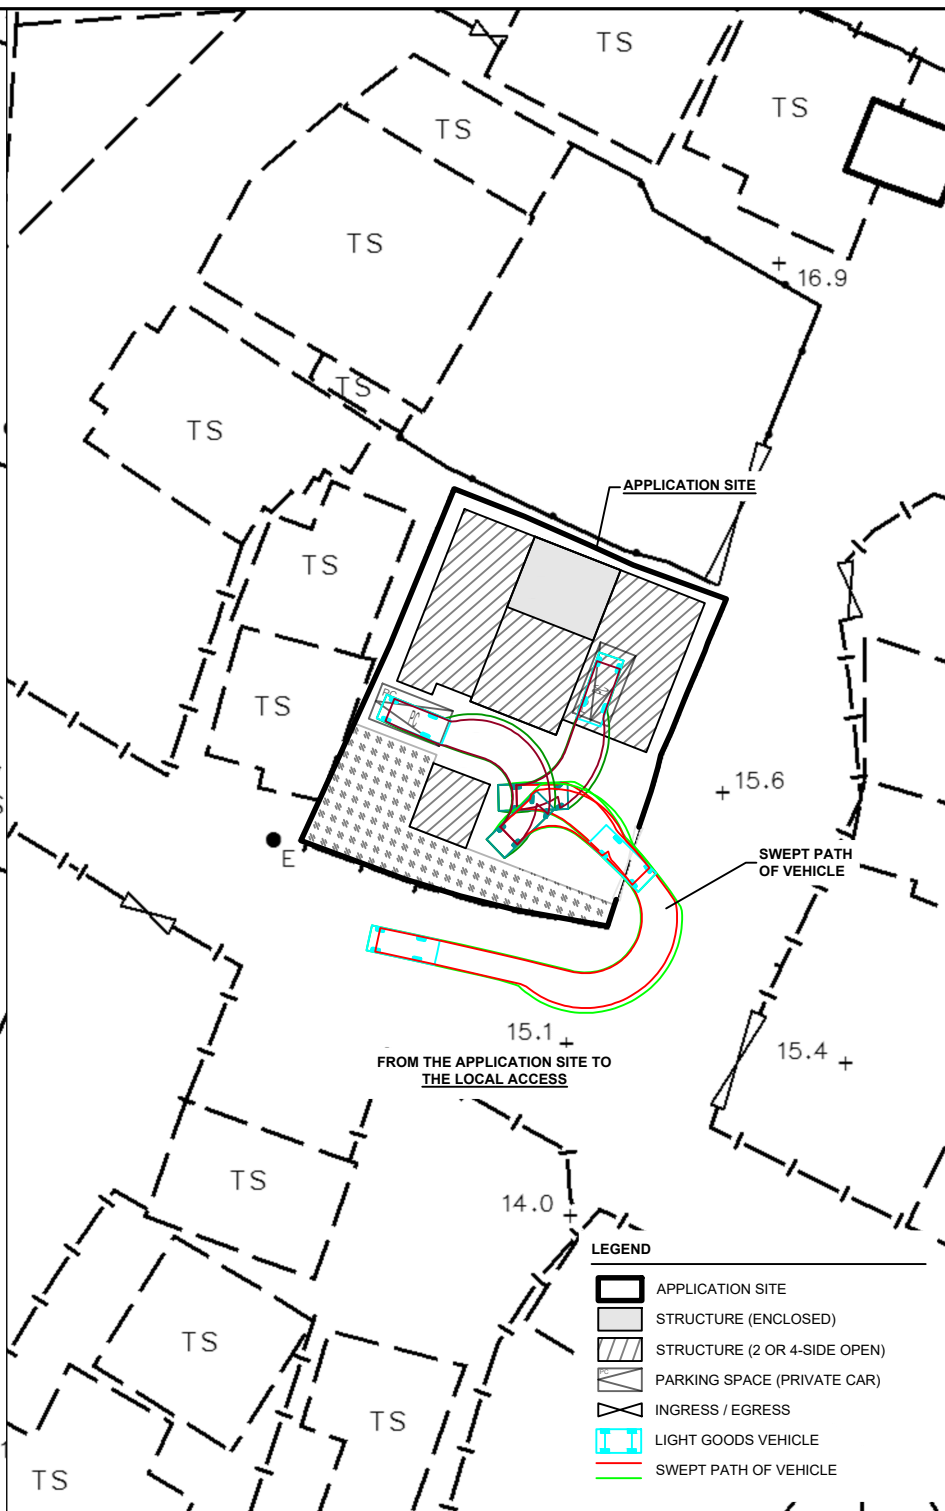 TS
TS
TS
TS
16.9
TS
TS
APPLICATION SITE
TS
TS
PC
PC
15.6
E
SWEPT PATH
OF VEHICLE
15.1
15.4
FROM THE APPLICATION SITE TO
THE LOCAL ACCESS
TS
14.0
LEGEND
APPLICATION SITE
STRUCTURE (ENCLOSED)
STRUCTURE (2 OR 4-SIDE OPEN)
PC
PARKING SPACE (PRIVATE CAR)
INGRESS / EGRESS
LIGHT GOODS VEHICLE
SWEPT PATH OF VEHICLE
TS
TS
TS